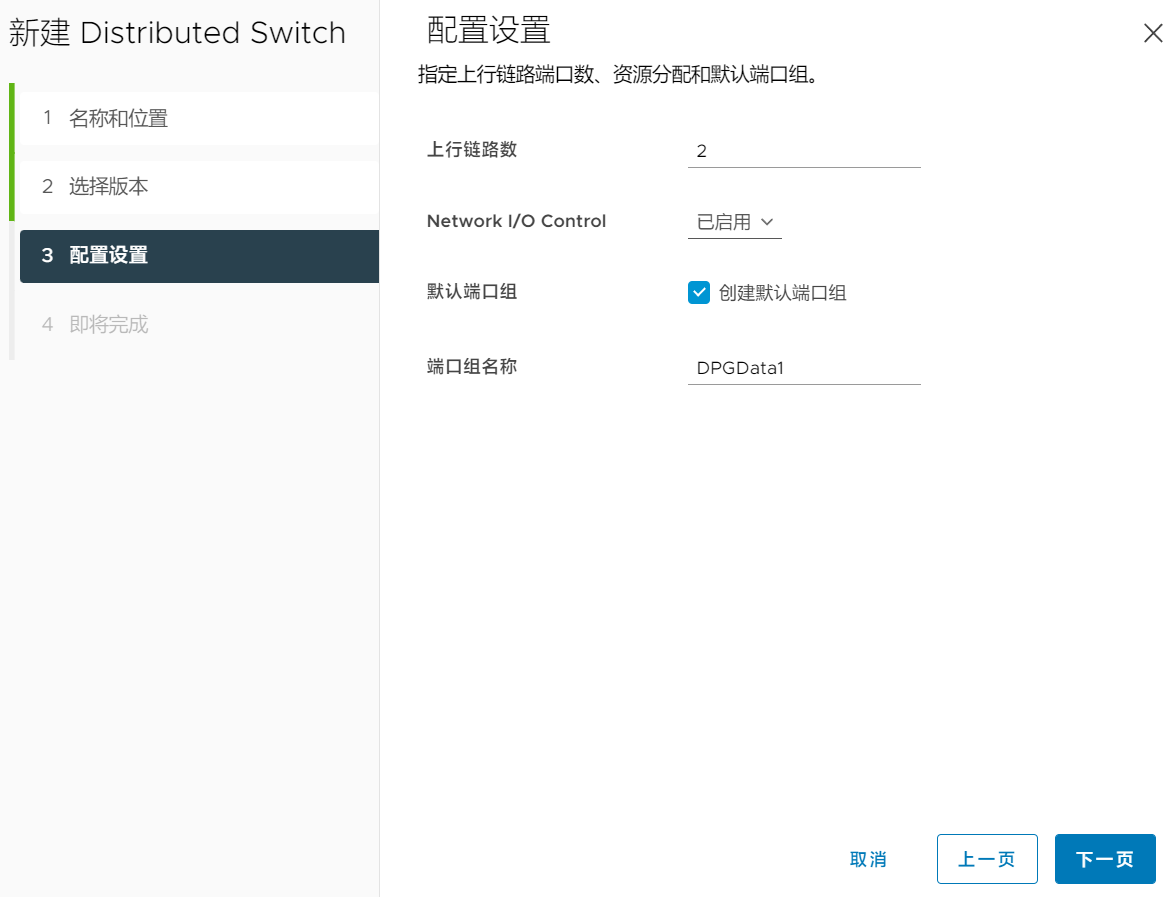 新建 Distributed Switch
1 名称和位置
2 选择版本
3 配置设置
4 即将完成
配置设置
指定上行链路端口数、资源分配和默认端口组。
上行链路数 2
Network I/O Control 已启用
默认端口组 创建默认端口组
端口组名称 DPGData1
取消 上一页 下一页